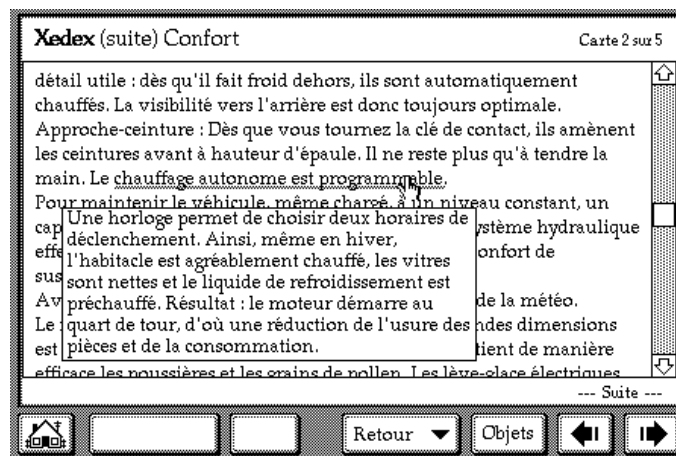 Xedex (suite) Confort
Carte 2 sur 5
détail utile : dès qu'il fait froid dehors, ils sont automatiquement
chauffés. La visibilité vers l'arrière est donc toujours optimale.
Approche-ceinture : Dès que vous tournez la clé de contact, ils amènent
les ceintures avant à hauteur d'épaule. Il ne reste plus qu'à tendre la
main. Le chauffage autonome est programmable.
Pour maintenir le véhicule, même chargé, à un niveau constant, un
cap
ystème hydraulique
effe
onfort de
sus
Av
de la météo.
Le
ndes dimensions
est
tient de manière
efficace les poussières et les grains de pollen. Les lève-glace électriques
Une horloge permet de choisir deux horaires de
déclenchement. Ainsi, même en hiver,
l'habitacle est agréablement chauffé, les vitres
sont nettes et le liquide de refroidissement est
préchauffé. Résultat : le moteur démarre au
quart de tour, d'où une réduction de l'usure des
pièces et de la consommation.
--- Suite ---
Retour
Objets